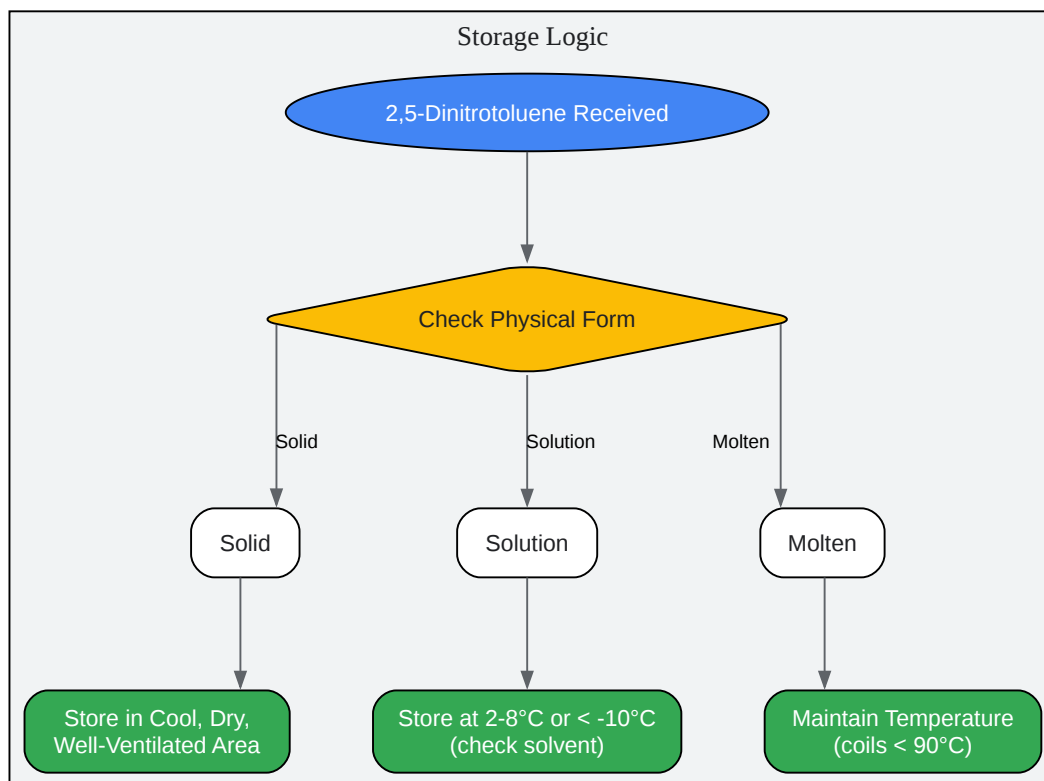 Storage Logic
2,5-Dinitrotoluene Received
Check Physical Form
Solid
Solution
Molten
Solid
Solution
Molten
Store in Cool, Dry,
Well-Ventilated Area
Store at 2-8°C or < -10°C
(check solvent)
Maintain Temperature
(coils < 90°C)